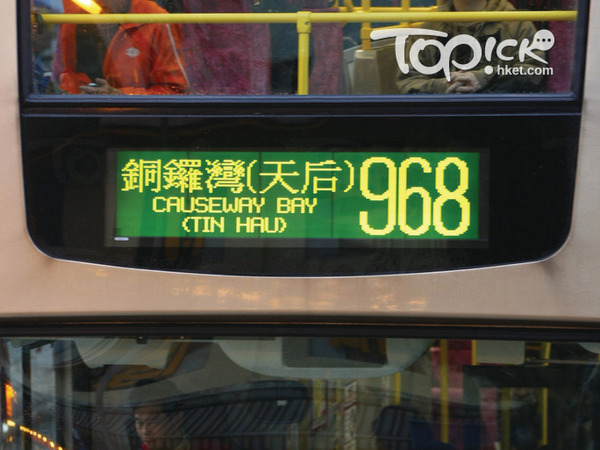 TOPICK
hket.com
銅鑼灣(天后) 968
CAUSEWAY BAY
(TIN HAU)